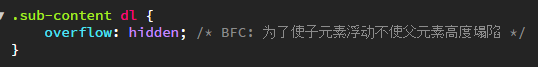 .sub-content dl {
    overflow: hidden; /* BFC: 为了使子元素浮动不使父元素高度塌陷 */
}